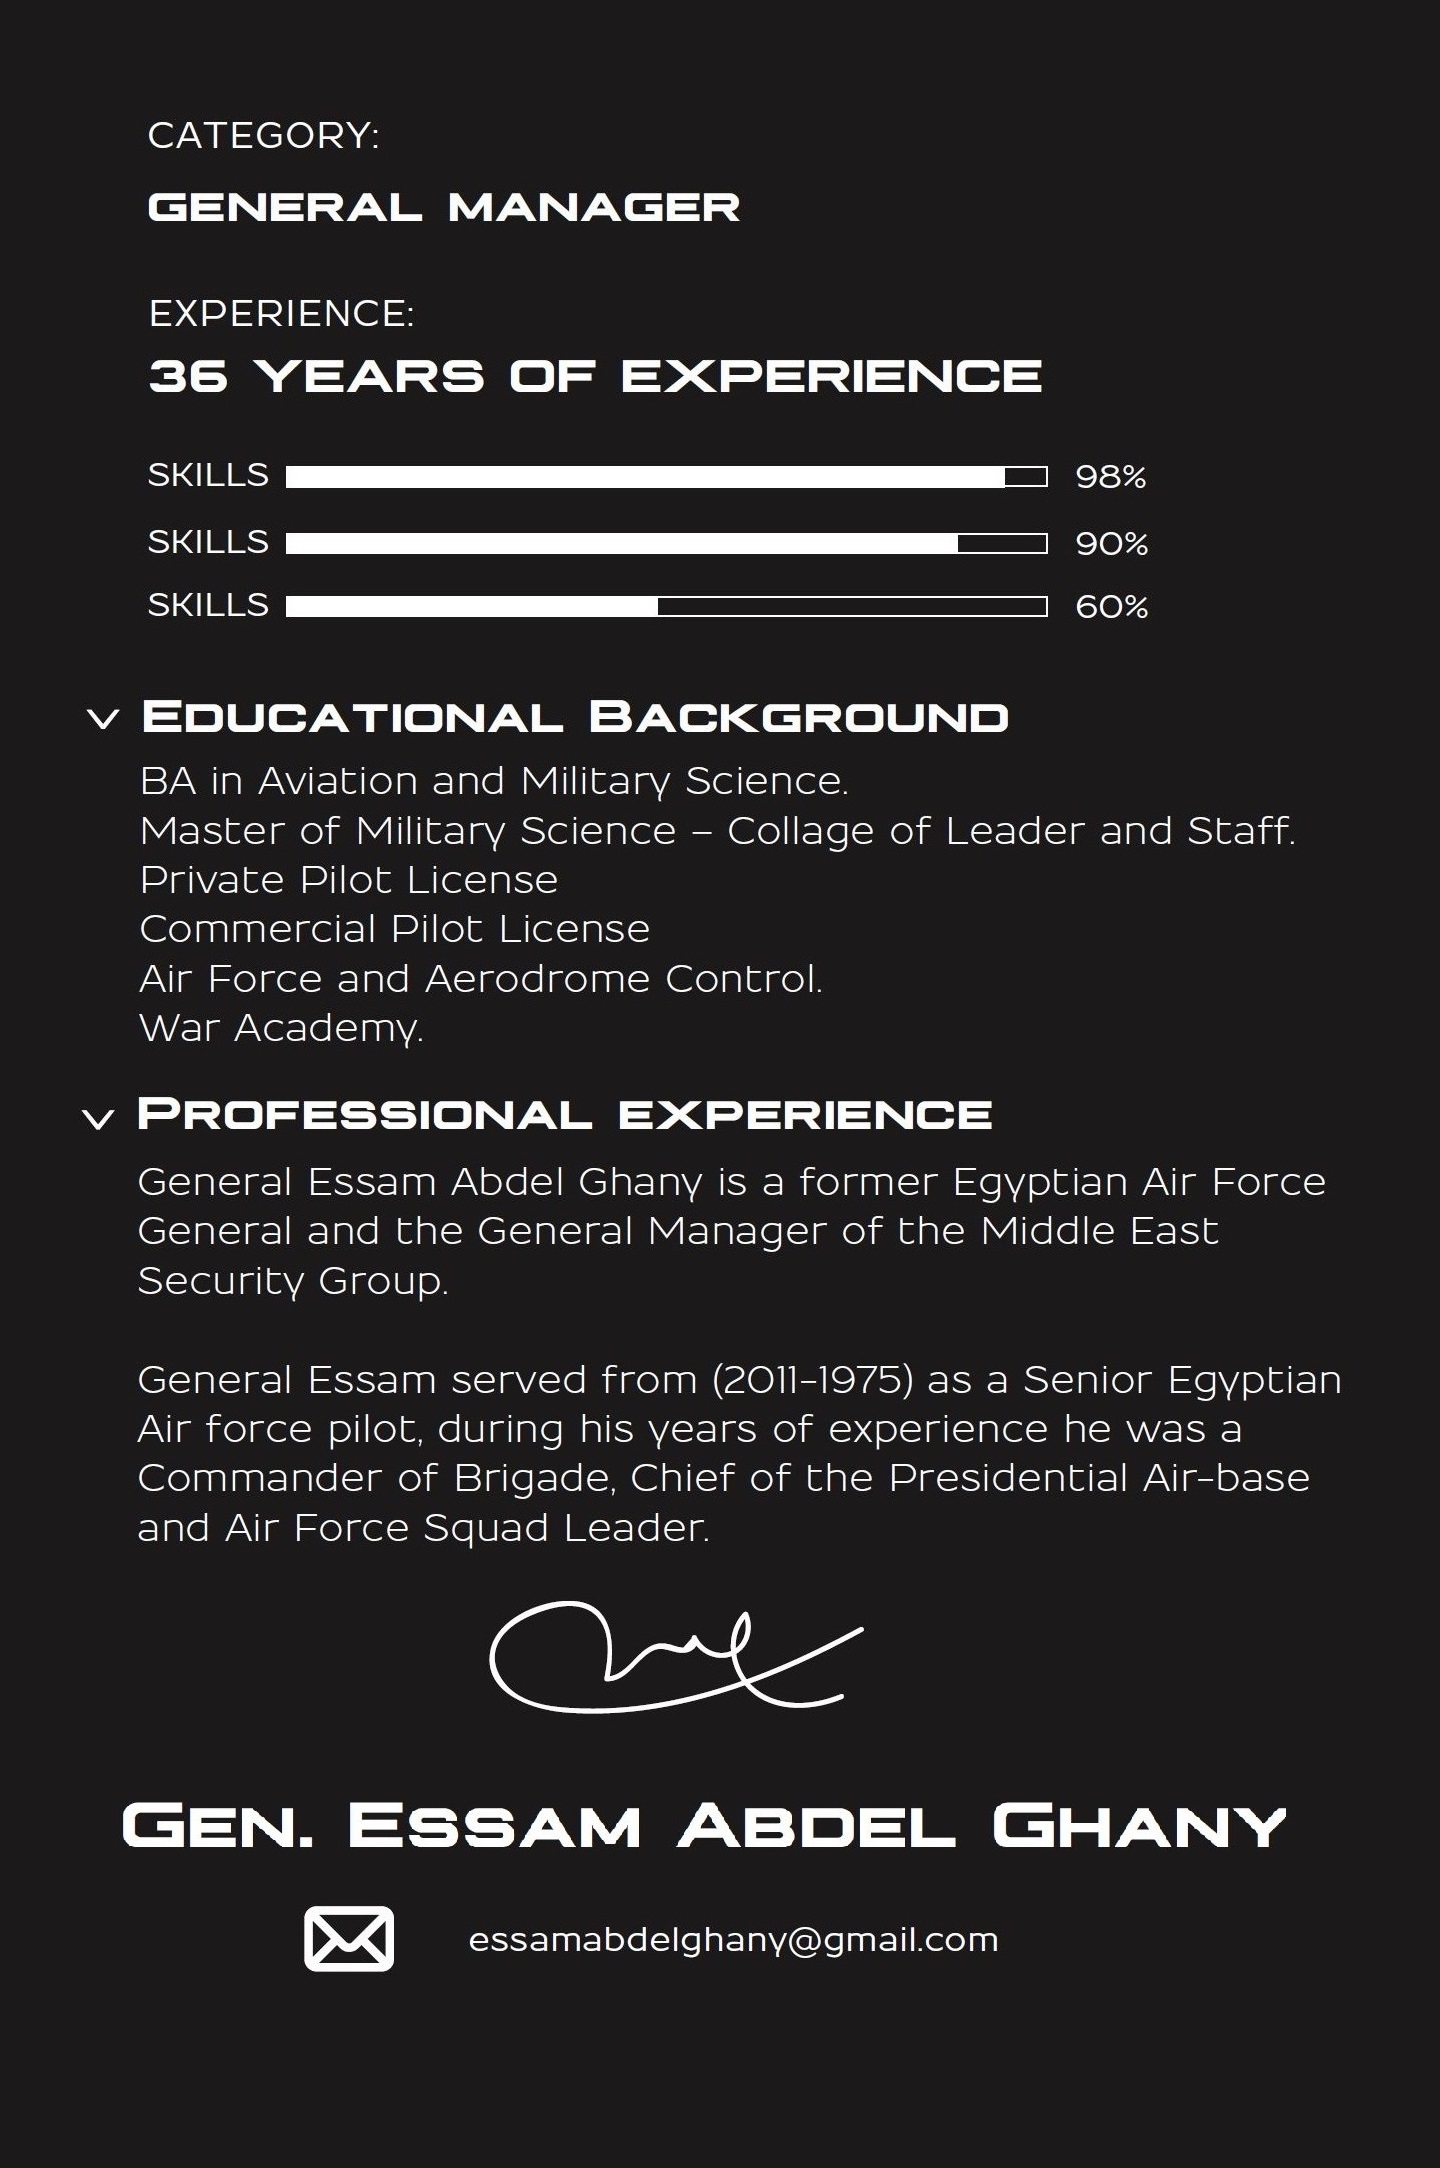 CATEGORY:
GENERAL MANAGER
EXPERIENCE:
36 YEARS OF EXPERIENCE
SKILLS 98%
SKILLS 90%
SKILLS 60%
EDUCATIONAL BACKGROUND
BA in Aviation and Military Science.
Master of Military Science – Collage of Leader and Staff.
Private Pilot License
Commercial Pilot License
Air Force and Aerodrome Control.
War Academy.
PROFESSIONAL EXPERIENCE
General Essam Abdel Ghany is a former Egyptian Air Force
General and the General Manager of the Middle East
Security Group.
General Essam served from (2011-1975) as a Senior Egyptian
Air force pilot, during his years of experience he was a
Commander of Brigade, Chief of the Presidential Air-base
and Air Force Squad Leader.
GEN. ESSAM ABDEL GHANY
essamabdelghany@gmail.com